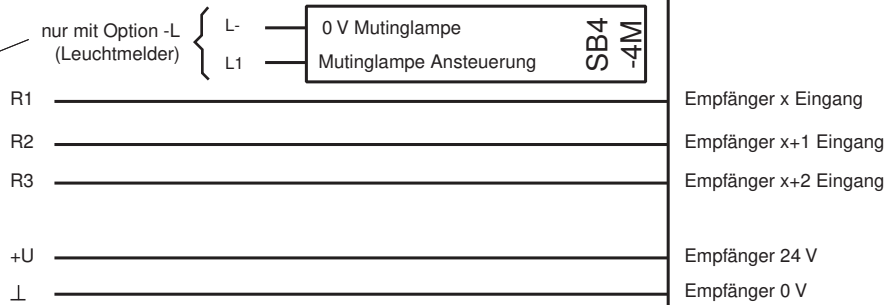 nur mit Option -L
(Leuchtmelder)
L- 0 V Mutinglampe
L1 Mutinglampe Ansteuerung
SB4
-4M
R1 Empfänger x Eingang
R2 Empfänger x+1 Eingang
R3 Empfänger x+2 Eingang
+U Empfänger 24 V
⊥ Empfänger 0 V